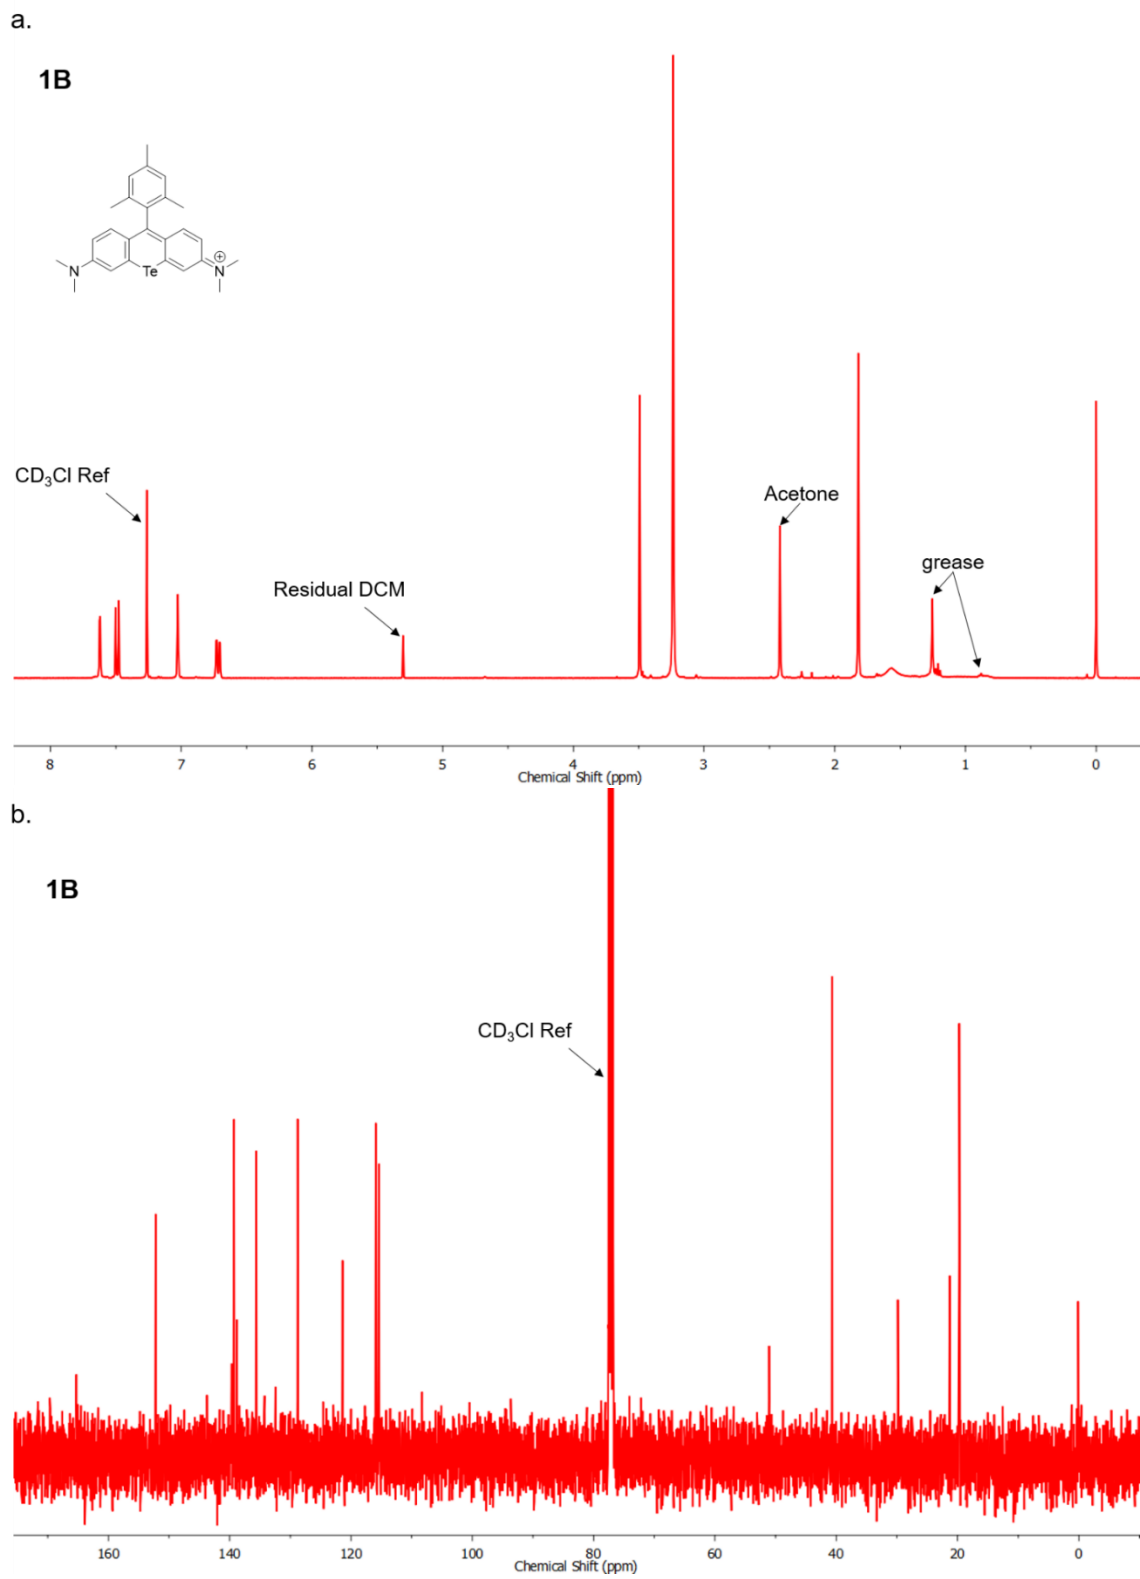 a.
1B
N
Te
N
+
CD₃Cl Ref
Residual DCM
Acetone
grease
8 7 6 5 4 3 2 1 0
Chemical Shift (ppm)
b.
1B
CD₃Cl Ref
160 140 120 100 80 60 40 20 0
Chemical Shift (ppm)